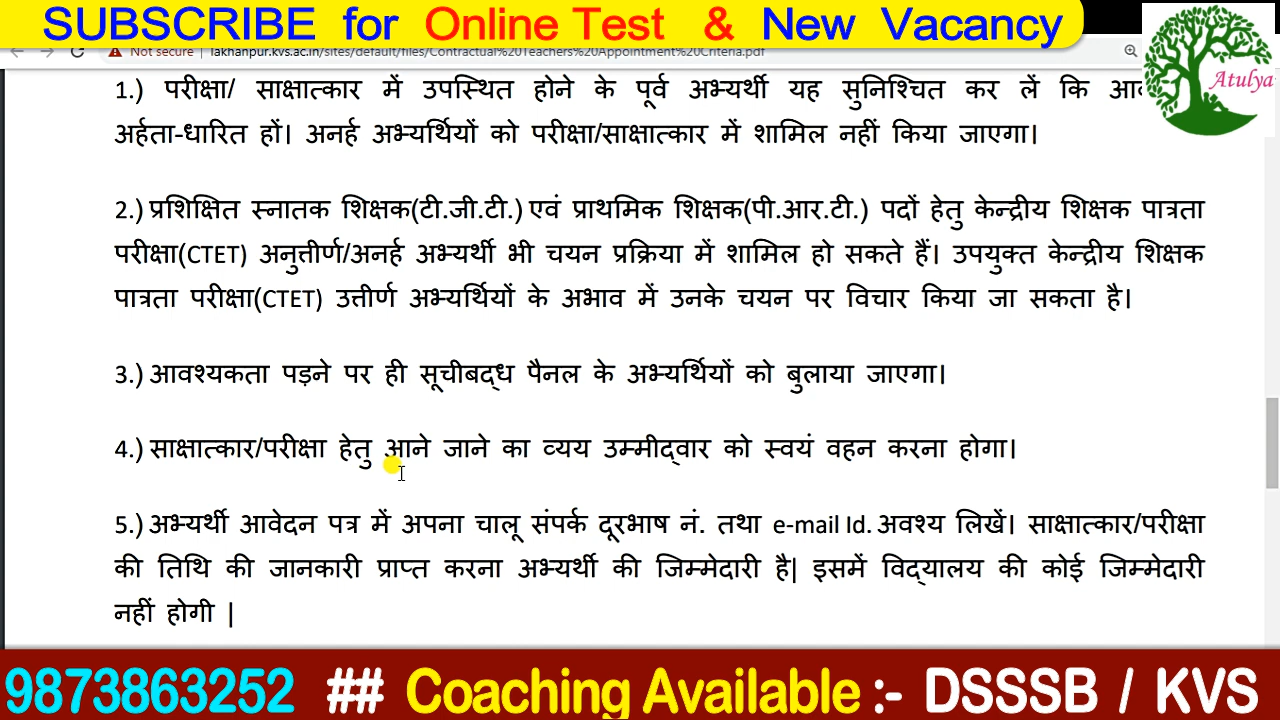 SUBSCRIBE for Online Test & New Vacancy
Not secure | lakhanpur.kvs.ac.in/sites/default/files/Contractual%20Teachers%20Appointment%20Criteria.pdf
Atulya
1.) परीक्षा/ साक्षात्कार में उपस्थित होने के पूर्व अभ्यर्थी यह सुनिश्चित कर लें कि
अर्हता-धारित हों। अनर्ह अभ्यर्थियों को परीक्षा/साक्षात्कार में शामिल नहीं किया जाएगा।
2.) प्रशिक्षित स्नातक शिक्षक(टी.जी.टी.) एवं प्राथमिक शिक्षक(पी.आर.टी.) पदों हेतु केन्द्रीय शिक्षक पात्रता
परीक्षा(CTET) अनुत्तीर्ण/अनर्ह अभ्यर्थी भी चयन प्रक्रिया में शामिल हो सकते हैं। उपयुक्त केन्द्रीय शिक्षक
पात्रता परीक्षा(CTET) उत्तीर्ण अभ्यर्थियों के अभाव में उनके चयन पर विचार किया जा सकता है।
3.) आवश्यकता पड़ने पर ही सूचीबद्ध पैनल के अभ्यर्थियों को बुलाया जाएगा।
4.) साक्षात्कार/परीक्षा हेतु आने जाने का व्यय उम्मीद्वार को स्वयं वहन करना होगा।
5.) अभ्यर्थी आवेदन पत्र में अपना चालू संपर्क दूरभाष नं. तथा e-mail Id. अवश्य लिखें। साक्षात्कार/परीक्षा
की तिथि की जानकारी प्राप्त करना अभ्यर्थी की जिम्मेदारी है| इसमें विद्यालय की कोई जिम्मेदारी
नहीं होगी |
9873863252 ## Coaching Available :- DSSSB / KVS